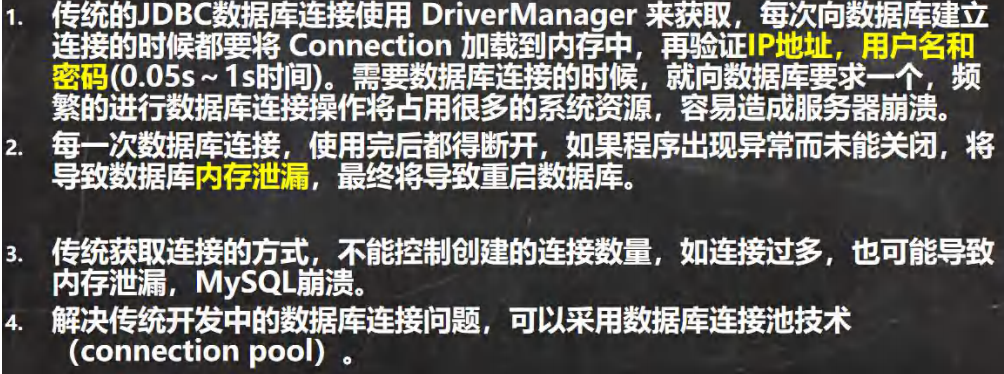 1. 传统的JDBC数据库连接使用 DriverManager 来获取，每次向数据库建立
连接的时候都要将 Connection 加载到内存中，再验证IP地址，用户名和
密码(0.05s～1s时间)。需要数据库连接的时候，就向数据库要求一个，频
繁的进行数据库连接操作将占用很多的系统资源，容易造成服务器崩溃。
2. 每一次数据库连接，使用完后都得断开，如果程序出现异常而未能关闭，将
导致数据库内存泄漏，最终将导致重启数据库。
3. 传统获取连接的方式，不能控制创建的连接数量，如连接过多，也可能导致
内存泄漏，MySQL崩溃。
4. 解决传统开发中的数据库连接问题，可以采用数据库连接池技术
（connection pool）。